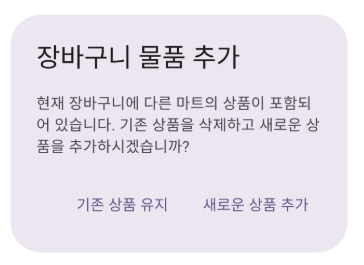 장바구니 물품 추가
현재 장바구니에 다른 마트의 상품이 포함되
어 있습니다. 기존 상품을 삭제하고 새로운 상
품을 추가하시겠습니까?
기존 상품 유지 새로운 상품 추가